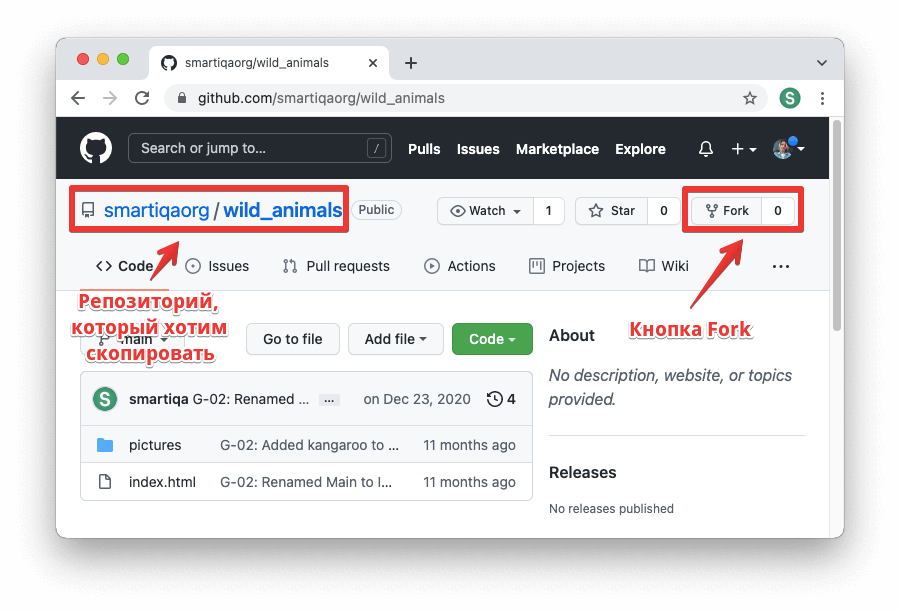 smartiqaorg/wild_animals
github.com/smartiqaorg/wild_animals
S
Search or jump to...
/
Pulls
Issues
Marketplace
Explore
smartiqaorg / wild_animals
Public
Watch
1
Star
0
Fork
0
<> Code
Issues
Pull requests
Actions
Projects
Wiki
...
Репозиторий,
который хотим
скопировать
Кнопка Fork
main
Go to file
Add file
Code
About
No description, website, or topics
provided.
S
smartiqa G-02: Renamed ...
...
on Dec 23, 2020
4
pictures
G-02: Added kangaroo to ...
11 months ago
index.html
G-02: Renamed Main to I...
11 months ago
Releases
No releases published